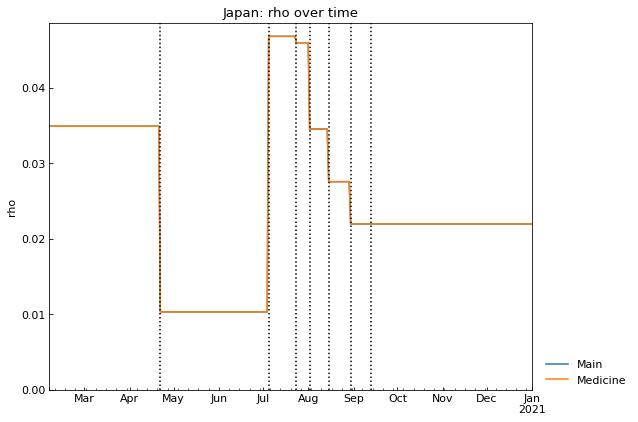 Japan: rho over time
rho
0.04
0.03
0.02
0.01
0.00
Mar Apr May Jun Jul Aug Sep Oct Nov Dec Jan
2021
Main
Medicine